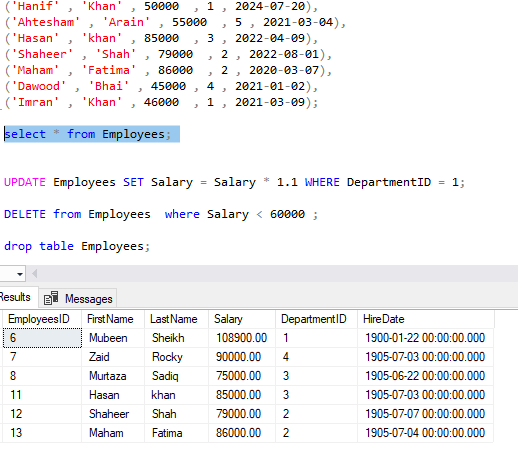 ('Hanif' , 'Khan' , 50000 , 1 , 2024-07-20),
('Ahtesham' , 'Arain' , 55000 , 5 , 2021-03-04),
('Hasan' , 'khan' , 85000 , 3 , 2022-04-09),
('Shaheer' , 'Shah' , 79000 , 2 , 2022-08-01),
('Maham' , 'Fatima' , 86000 , 2 , 2020-03-07),
('Dawood' , 'Bhai' , 45000 , 4 , 2021-01-02),
('Imran' , 'Khan' , 46000 , 1 , 2021-03-09);
select * from Employees;
UPDATE Employees SET Salary = Salary * 1.1 WHERE DepartmentID = 1;
DELETE from Employees where Salary < 60000 ;
drop table Employees;
Results Messages
EmployeesID FirstName LastName Salary DepartmentID HireDate
6 Mubeen Sheikh 108900.00 1 1900-01-22 00:00:00.000
7 Zaid Rocky 90000.00 4 1905-07-03 00:00:00.000
8 Murtaza Sadiq 75000.00 3 1905-06-22 00:00:00.000
11 Hasan khan 85000.00 3 1905-07-03 00:00:00.000
12 Shaheer Shah 79000.00 2 1905-07-07 00:00:00.000
13 Maham Fatima 86000.00 2 1905-07-04 00:00:00.000